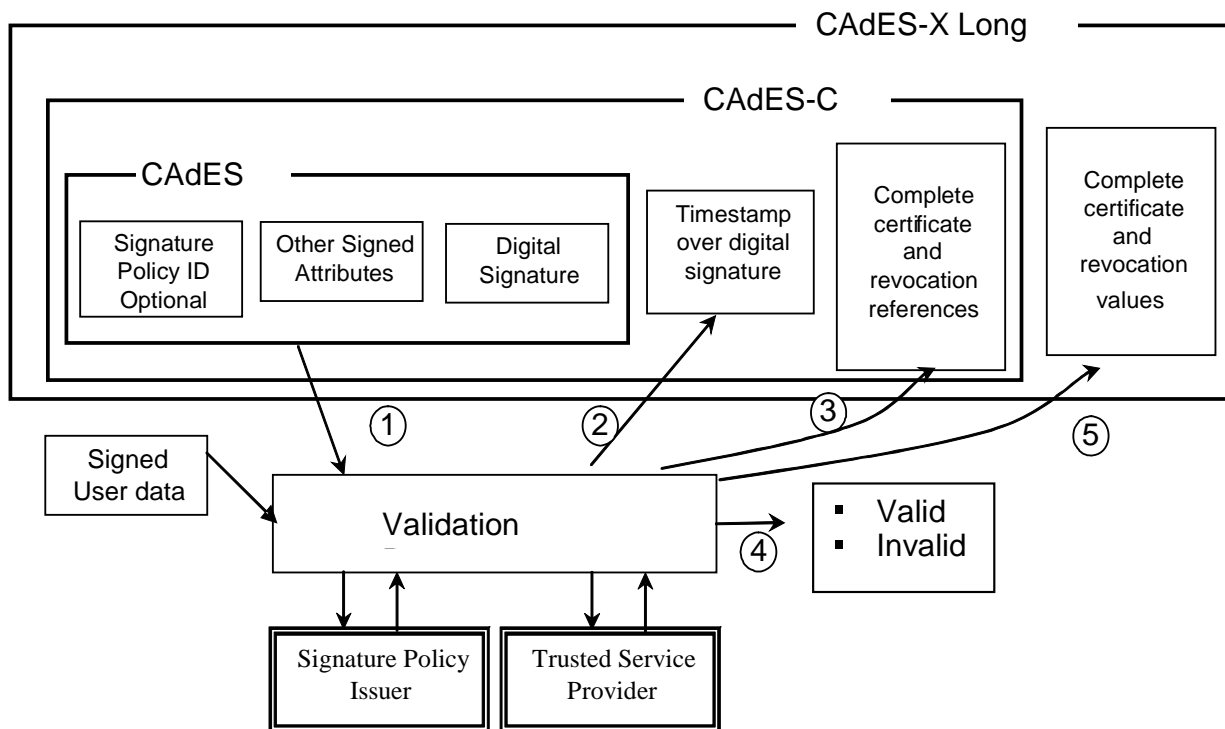 CAdES-X Long
CAdES-C
CAdES
Signature
Policy ID
Optional
Other Signed
Attributes
Digital
Signature
Timestamp
over digital
signature
Complete
certificate
and
revocation
references
Complete
certificate
and
revocation
values
1
2
3
5
Signed
User data
Validation
4
▪ Valid
▪ Invalid
Signature Policy
Issuer
Trusted Service
Provider